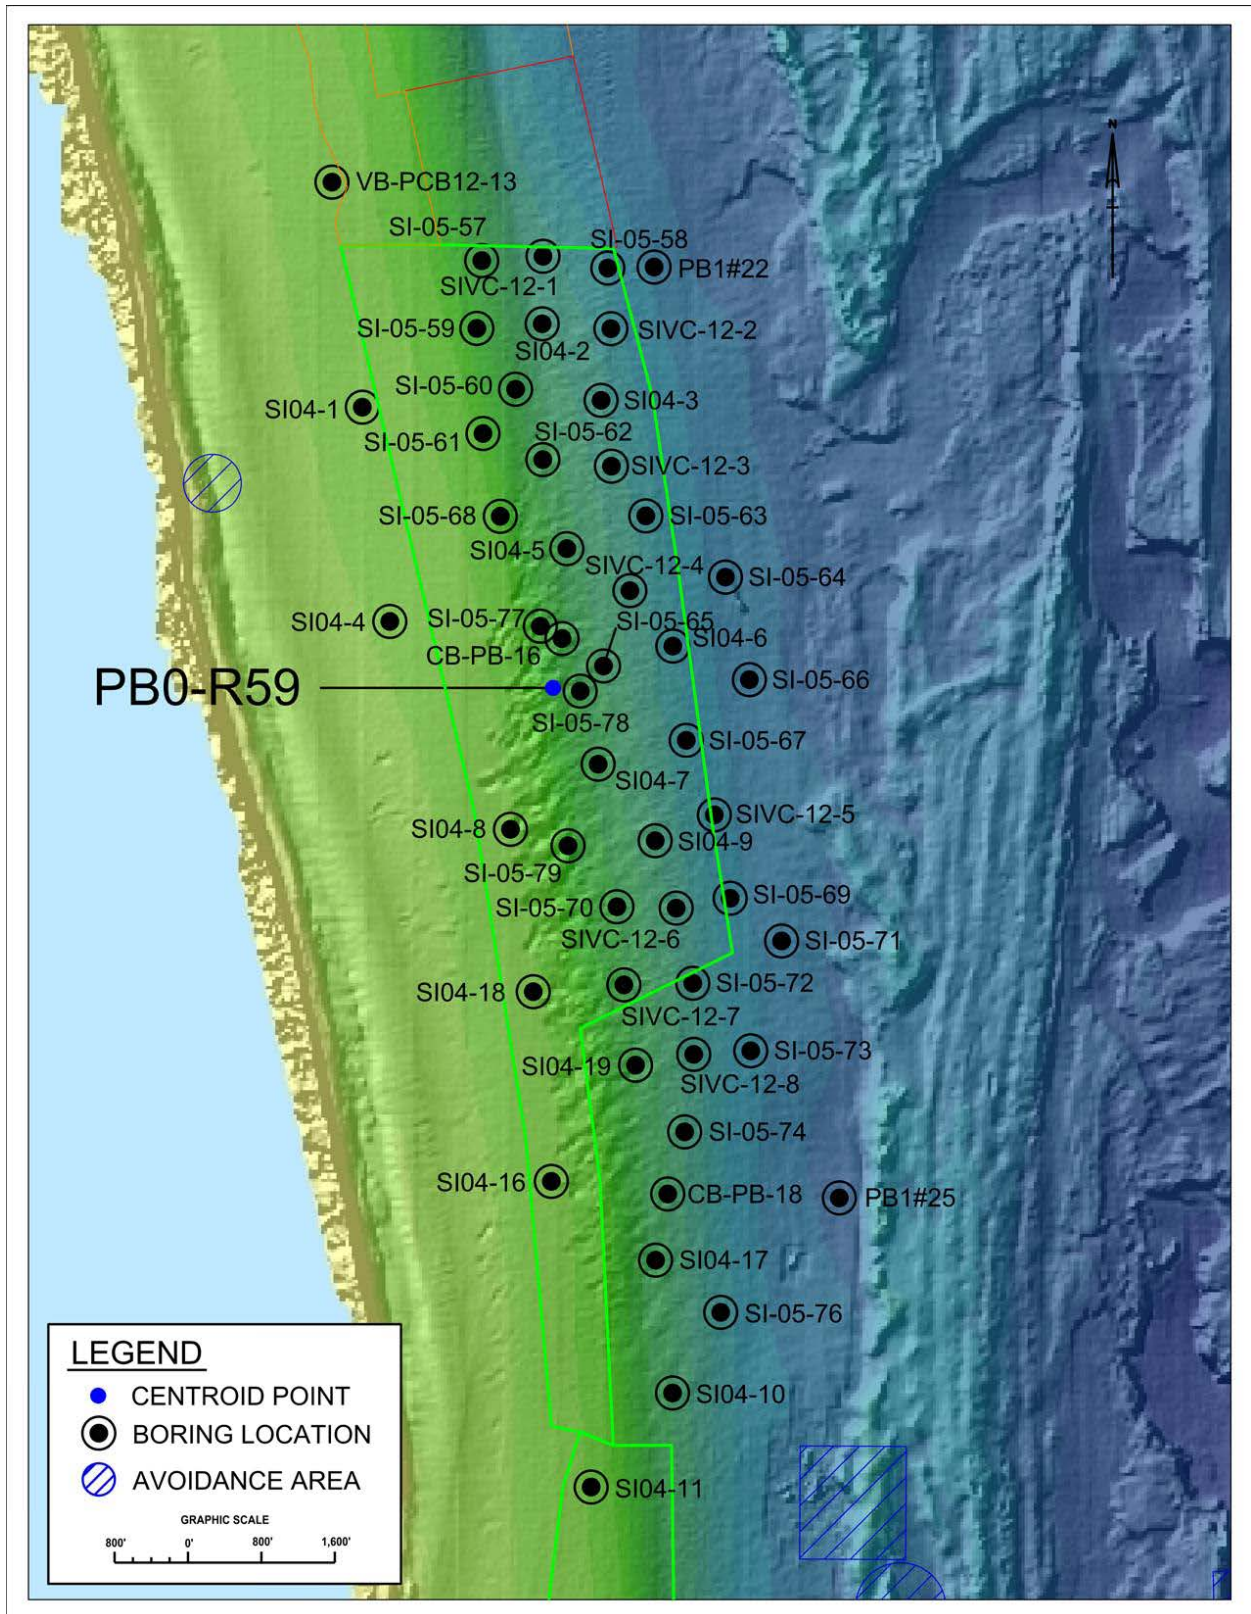 N
VB-PCB12-13
SI-05-57
SI-05-58
PB1#22
SIVC-12-1
SI-05-59
SI04-2
SIVC-12-2
SI-05-60
SI04-3
SI04-1
SI-05-61
SI-05-62
SIVC-12-3
SI-05-68
SI-05-63
SI04-5
SIVC-12-4
SI-05-64
SI04-4
SI-05-77
SI-05-65
SI04-6
CB-PB-16
PB0-R59
SI-05-66
SI-05-78
SI-05-67
SI04-7
SIVC-12-5
SI04-8
SI04-9
SI-05-79
SI-05-69
SI-05-70
SIVC-12-6
SI-05-71
SI04-18
SI-05-72
SIVC-12-7
SI-05-73
SI04-19
SIVC-12-8
SI-05-74
SI04-16
CB-PB-18
PB1#25
SI04-17
SI-05-76
SI04-10
SI04-11
LEGEND
CENTROID POINT
BORING LOCATION
AVOIDANCE AREA
GRAPHIC SCALE
800' 0' 800' 1,600'